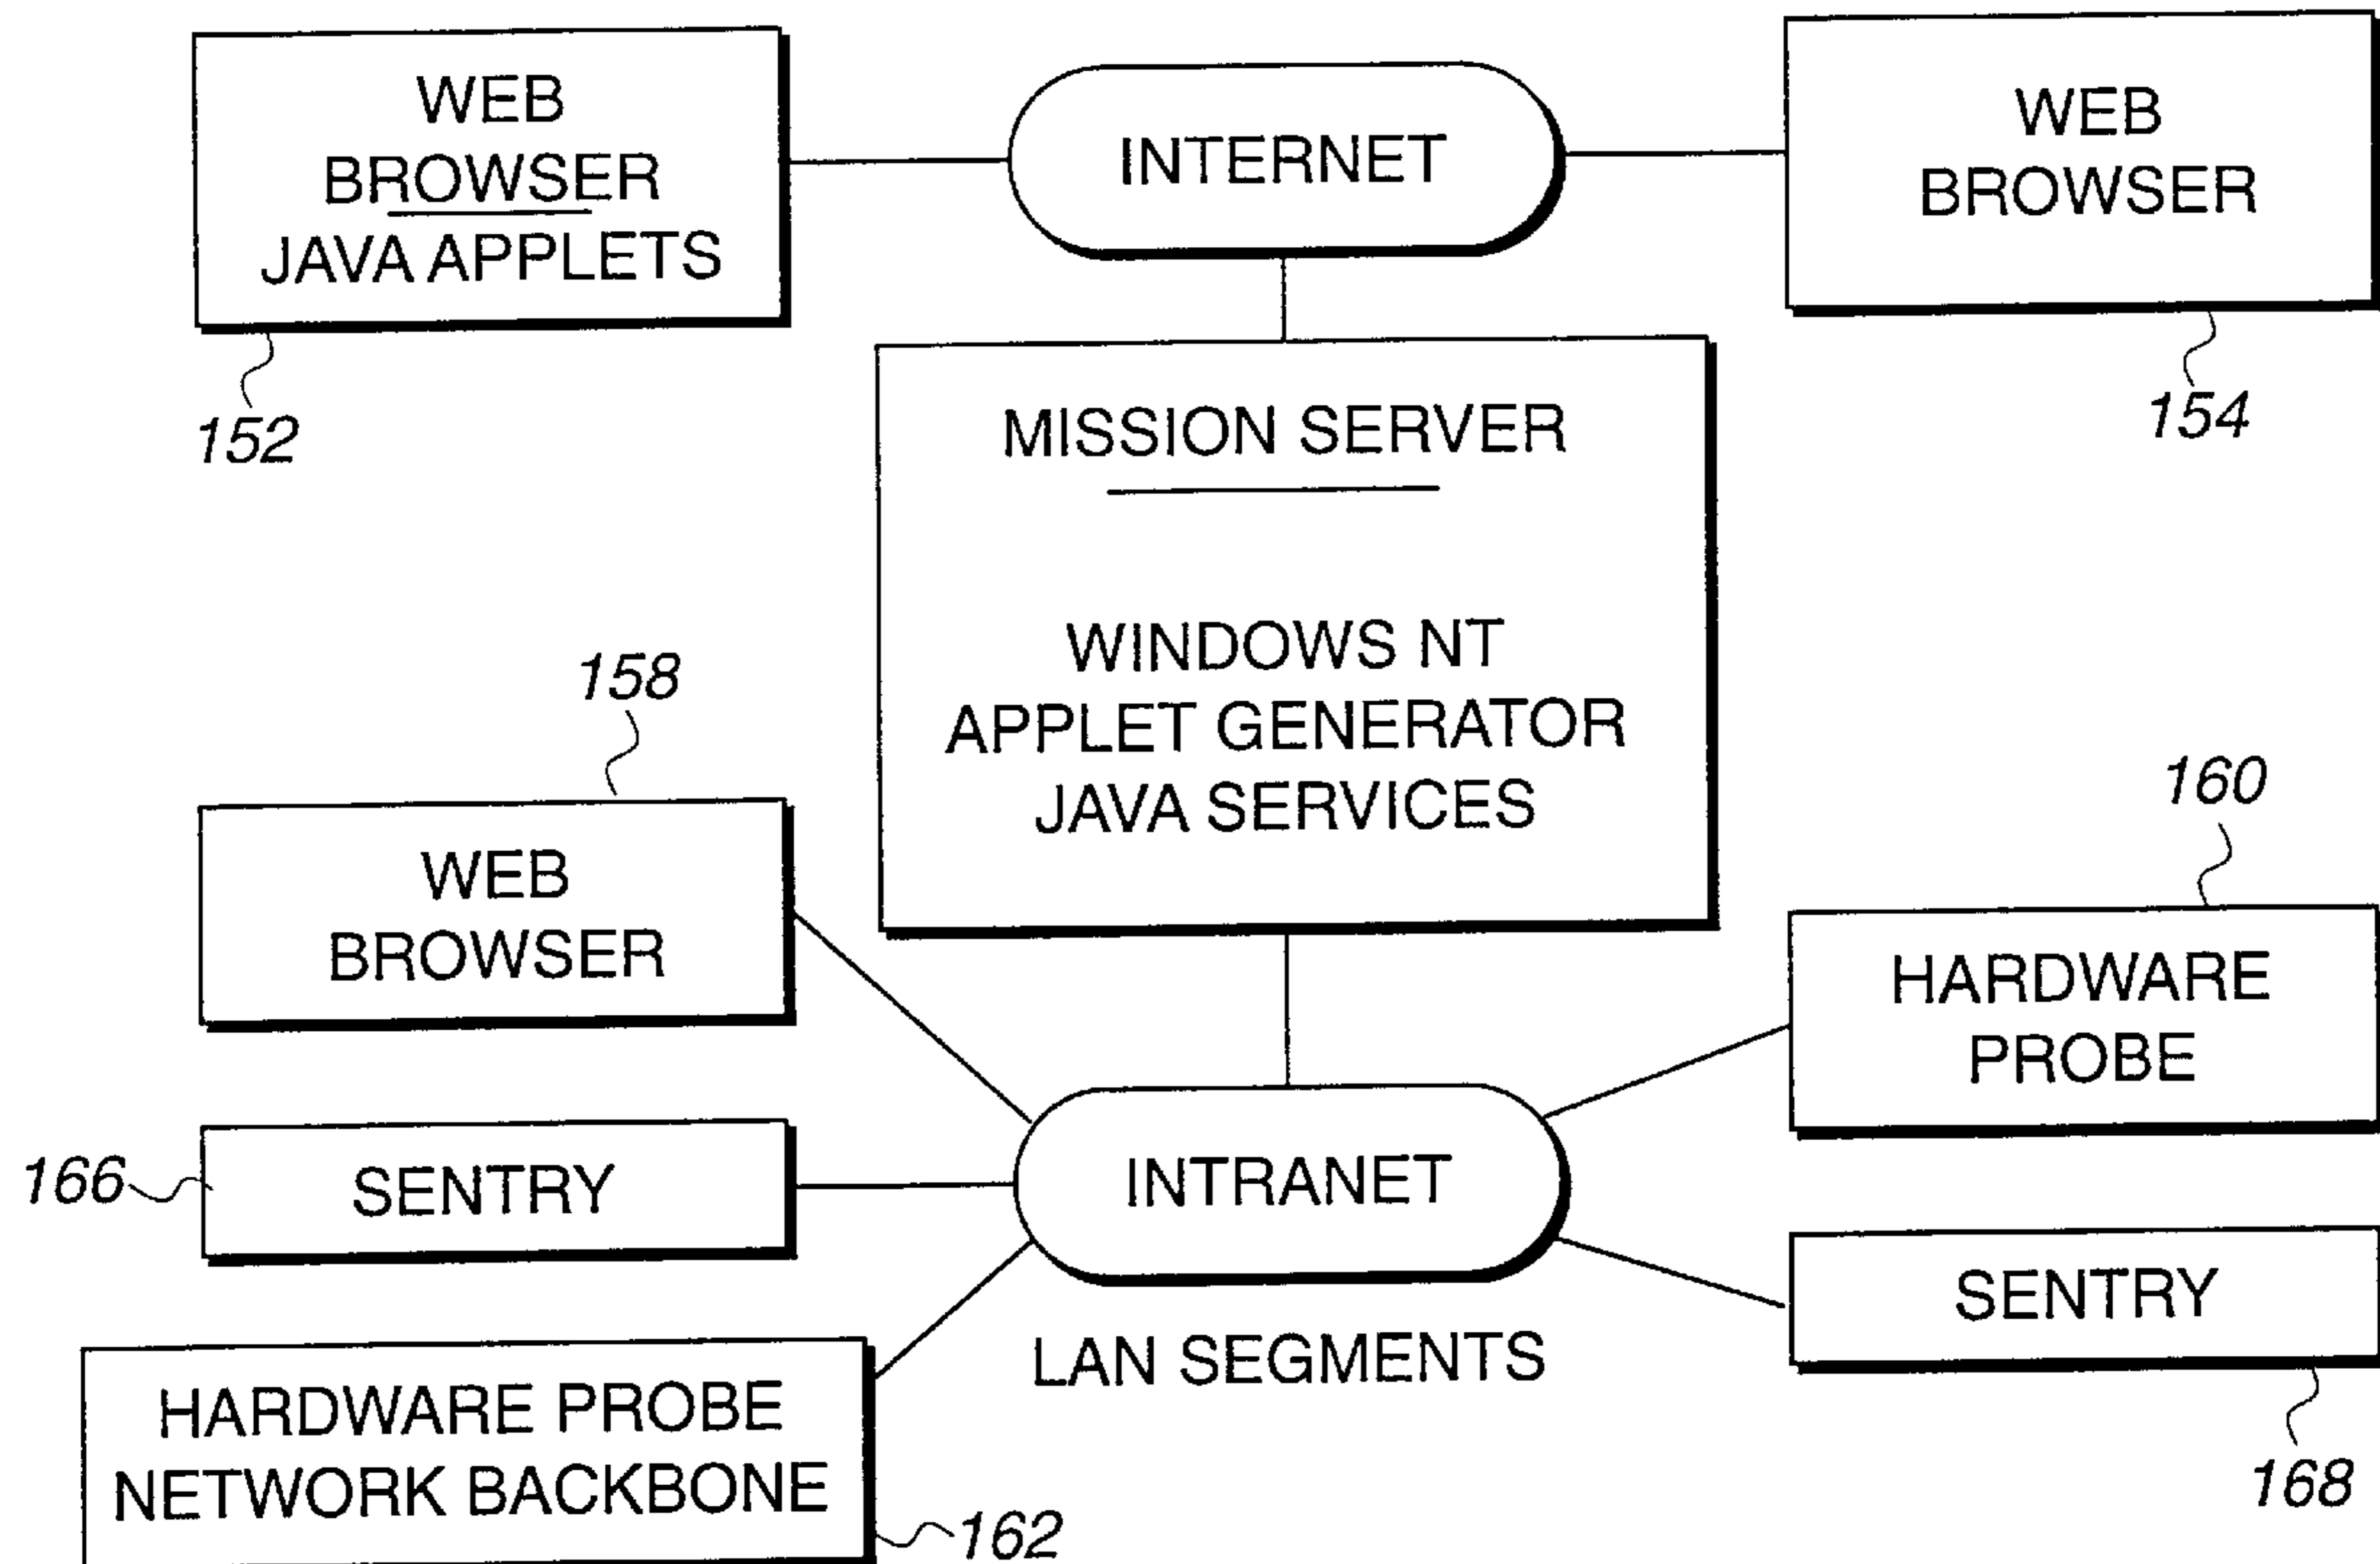 WEB
BROWSER
JAVA APPLETS
152
INTERNET
WEB
BROWSER
154
MISSION SERVER
WINDOWS NT
APPLET GENERATOR
JAVA SERVICES
158
WEB
BROWSER
160
HARDWARE
PROBE
166
SENTRY
INTRANET
LAN SEGMENTS
SENTRY
168
HARDWARE PROBE
NETWORK BACKBONE
162